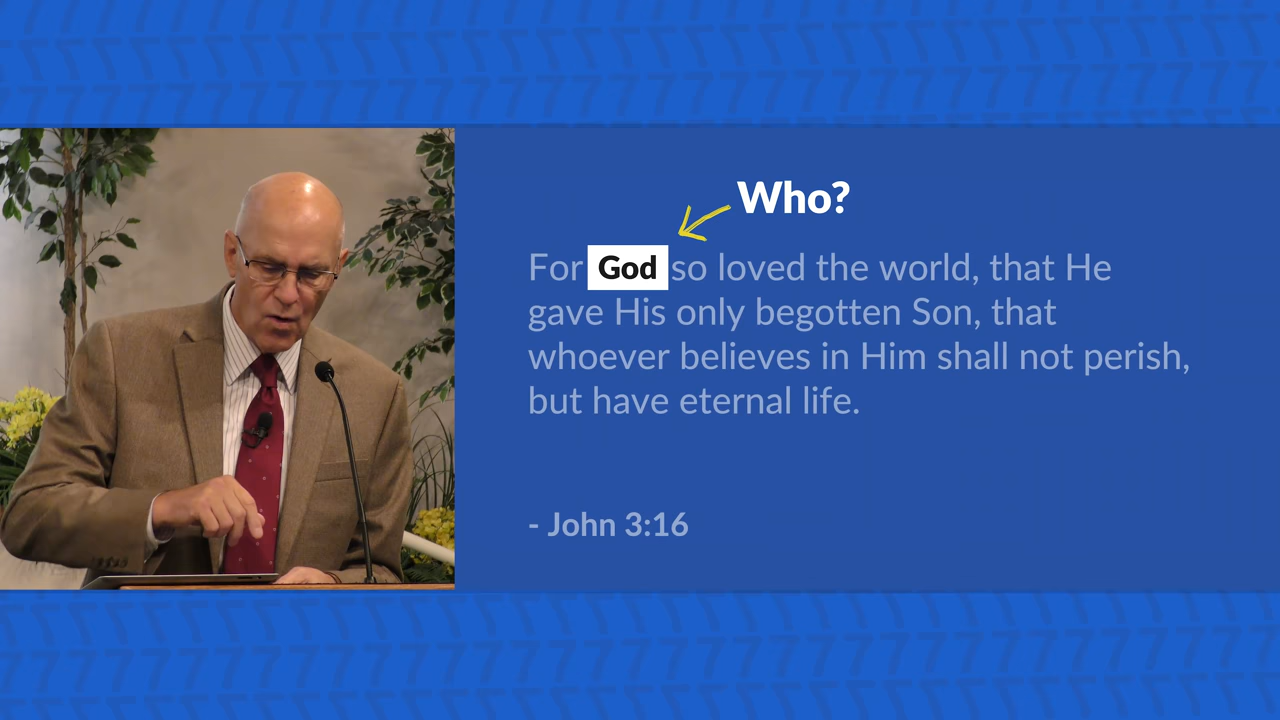 Who?
For God so loved the world, that He
gave His only begotten Son, that
whoever believes in Him shall not perish,
but have eternal life.
- John 3:16